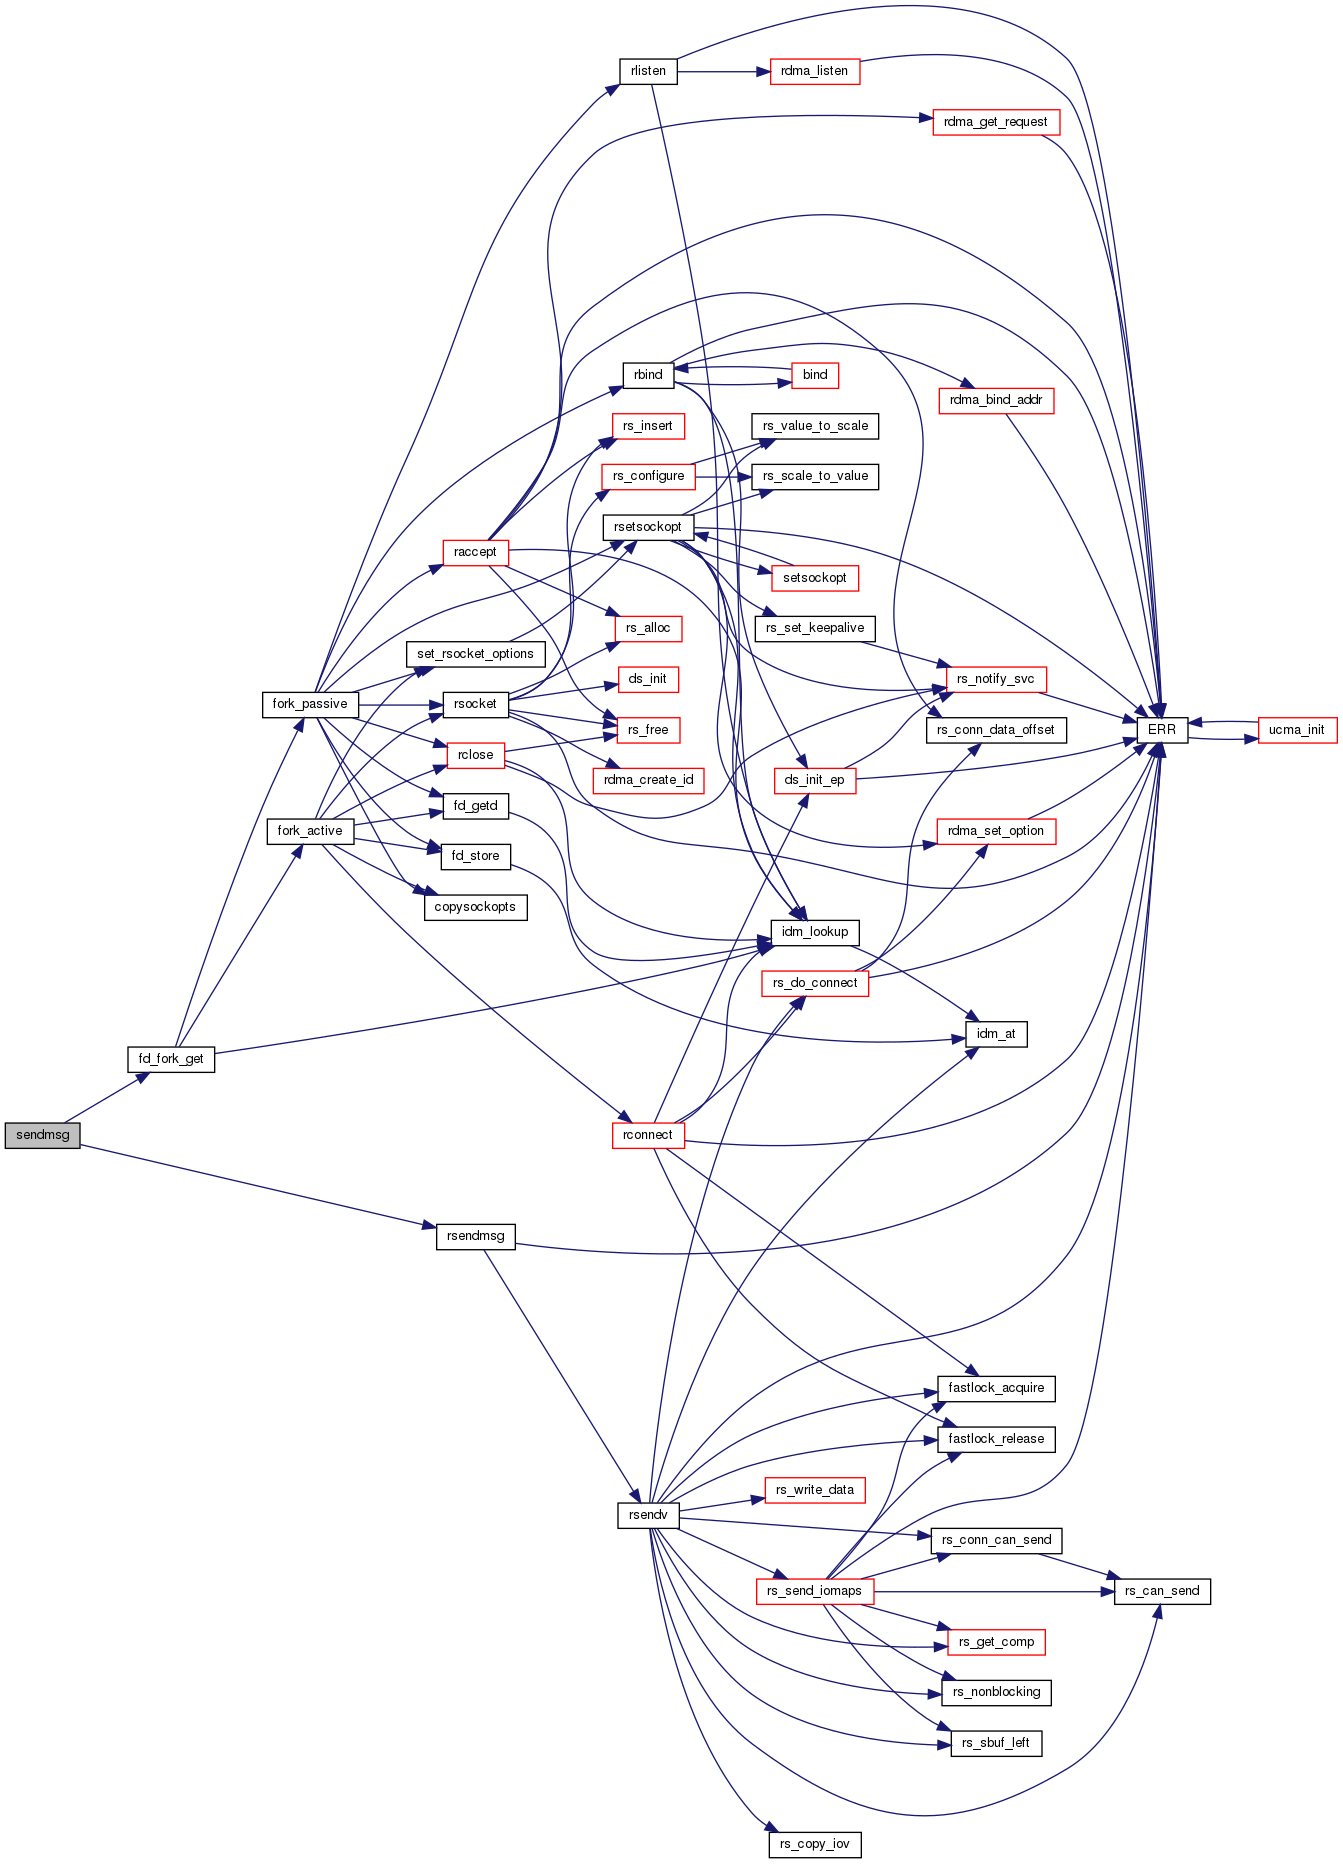 rlisten
rdma_listen
rdma_get_request
rbind
bind
rdma_bind_addr
rs_insert
rs_value_to_scale
rs_configure
rs_scale_to_value
rsetsockopt
raccept
setsockopt
rs_alloc
rs_set_keepalive
set_rsocket_options
ds_init
rs_notify_svc
fork_passive
rsocket
rs_free
rs_conn_data_offset
ERR
ucma_init
rclose
rdma_create_id
ds_init_ep
fd_getd
fork_active
rdma_set_option
fd_store
copysockopts
idm_lookup
rs_do_connect
idm_at
fd_fork_get
sendmsg
rconnect
rsendmsg
fastlock_acquire
fastlock_release
rs_write_data
rsendv
rs_conn_can_send
rs_send_iomaps
rs_can_send
rs_get_comp
rs_nonblocking
rs_sbuf_left
rs_copy_iov